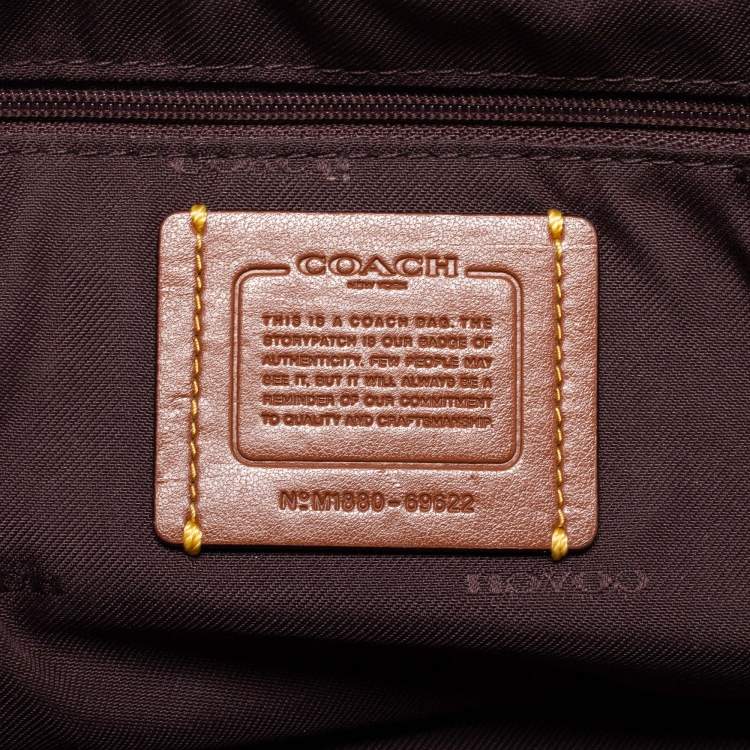 COACH
NEW YORK
THIS IS A COACH BAG. THE
STORYPATCH IS OUR BADGE OF
AUTHENTICITY. FEW PEOPLE MAY
SEE IT, BUT IT WILL ALWAYS BE A
REMINDER OF OUR COMMITMENT
TO QUALITY AND CRAFTSMANSHIP.
Nº M1880-69622